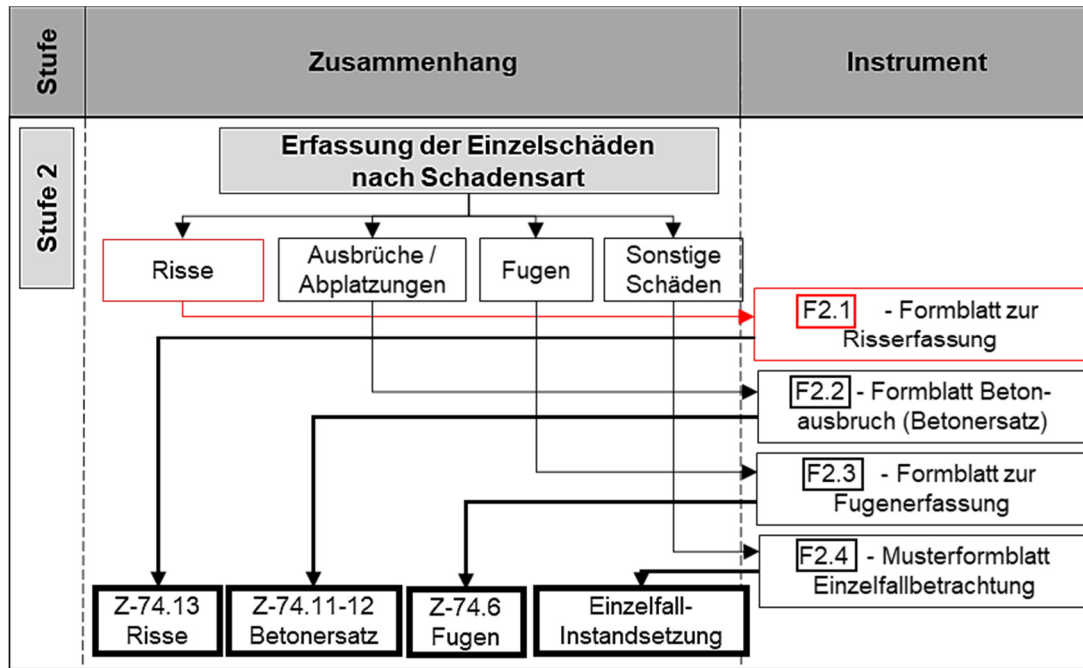 Stufe
Zusammenhang
Instrument
Stufe 2
Erfassung der Einzelschäden
nach Schadensart
Risse
Ausbrüche /
Abplatzungen
Fugen
Sonstige
Schäden
F2.1 - Formblatt zur
Risserfassung
F2.2 - Formblatt Beton-
ausbruch (Betonersatz)
F2.3 - Formblatt zur
Fugenerfassung
F2.4 - Musterformblatt
Einzelfallbetrachtung
Z-74.13
Risse
Z-74.11-12
Betonersatz
Z-74.6
Fugen
Einzelfall-
Instandsetzung